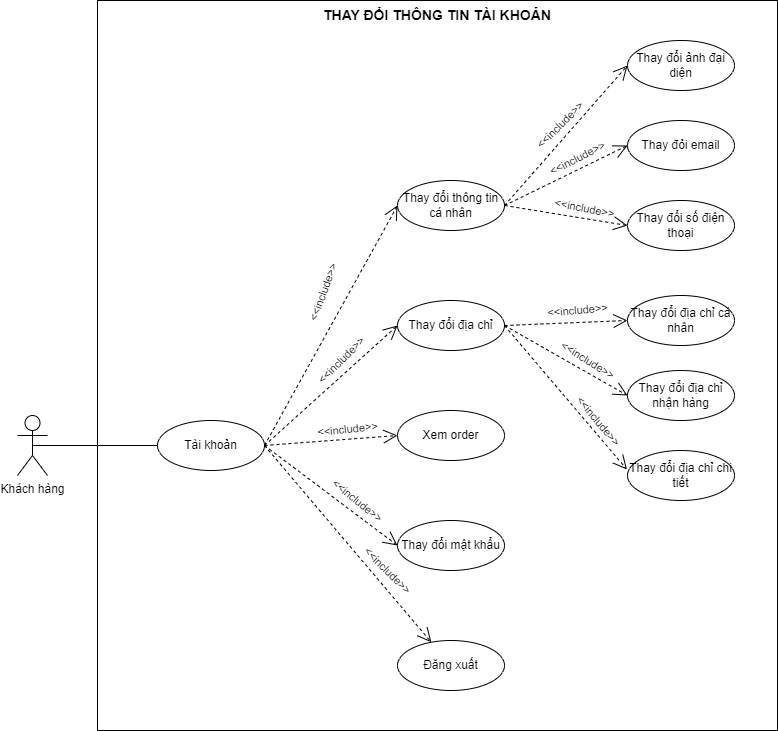 THAY ĐỔI THÔNG TIN TÀI KHOẢN
Thay đổi ảnh đại
diện
<<include>>
Thay đỏi email
<<include>>
Thay đổi thông tin
cá nhân
<<include>>
Thay đổi số điện
thoại
<<include>>
Thay đổi địa chỉ
<<include>>
Thay đổi địa chỉ cá
nhân
<<include>>
<<include>>
Thay đổi địa chỉ
nhận hàng
<<include>>
Khách hàng
Tài khoản
<<include>>
Xem order
Thay đổi địa chỉ chi
tiết
<<include>>
Thay đổi mật khẩu
<<include>>
Đăng xuất